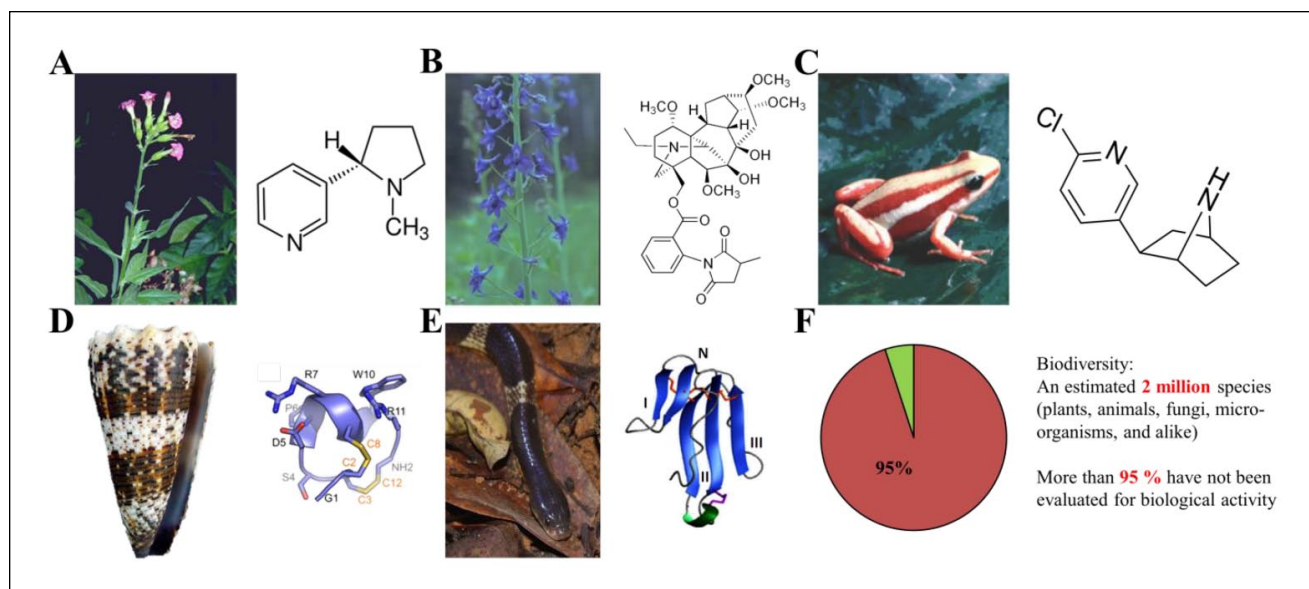 A
B
C
H
N
N
CH₃
OCH₃
H₃CO
OCH₃
H
H
N
OH
OH
OCH₃
O
O
O
N
O
Cl
N
H
N
D
E
F
R7
W10
P6
R11
D5
C8
C2
S4
NH2
C12
C3
G1
N
I
III
II
95%
Biodiversity:
An estimated 2 million species
(plants, animals, fungi, micro-
organisms, and alike)
More than 95 % have not been
evaluated for biological activity